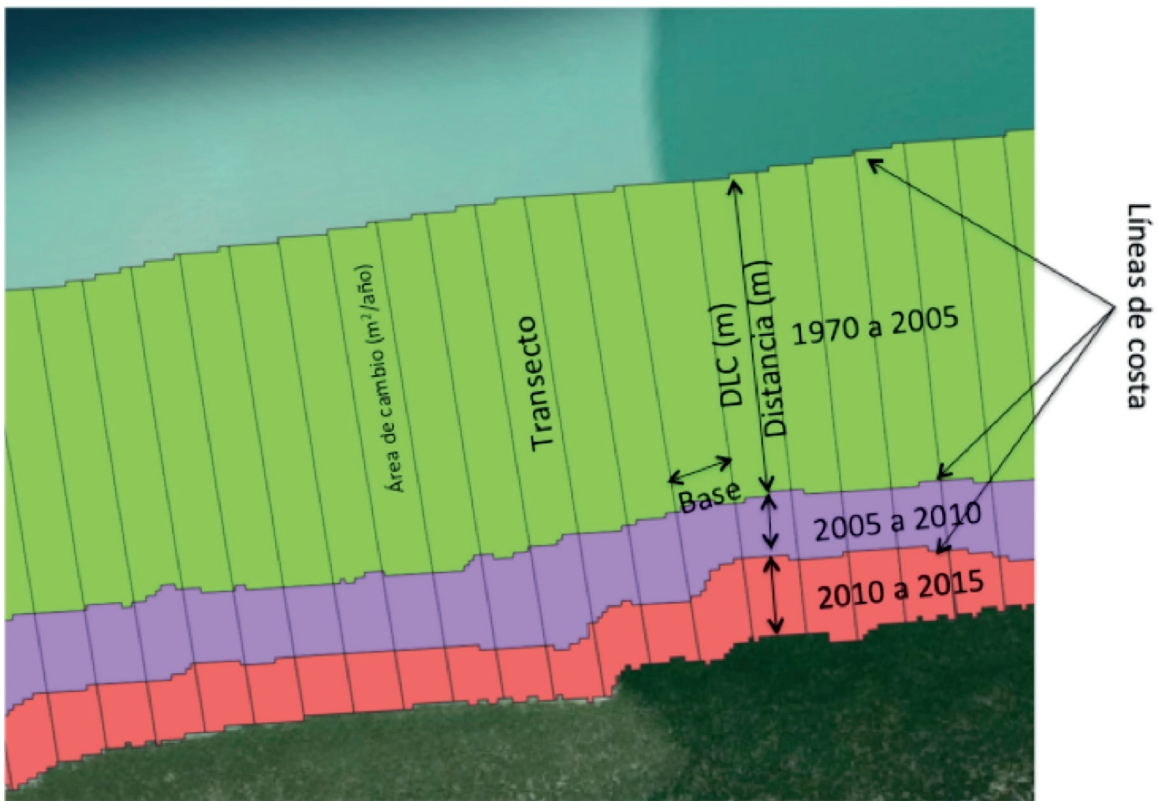 Área de cambio (m²/año)
Transecto
DLC (m)
Distancia (m)
Base
1970 a 2005
2005 a 2010
2010 a 2015
Líneas de costa